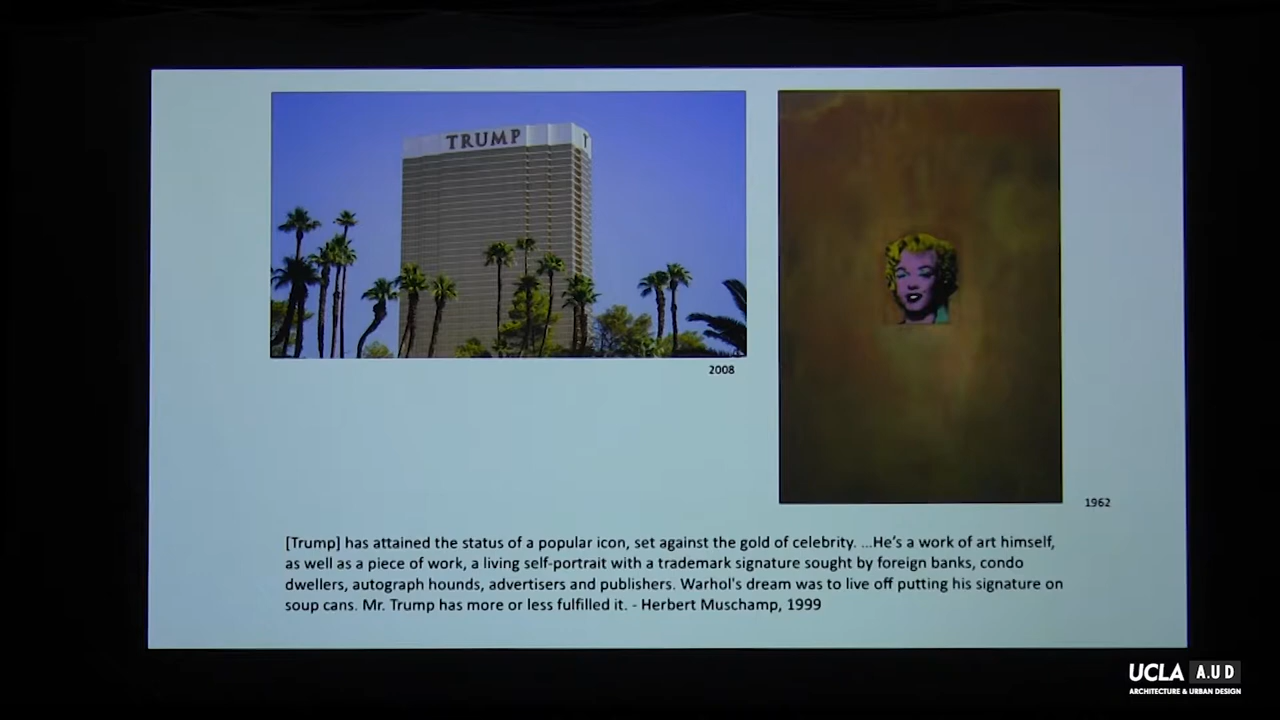 TRUMP
T
2008
1962
[Trump] has attained the status of a popular icon, set against the gold of celebrity. ...He's a work of art himself,
as well as a piece of work, a living self-portrait with a trademark signature sought by foreign banks, condo
dwellers, autograph hounds, advertisers and publishers. Warhol's dream was to live off putting his signature on
soup cans. Mr. Trump has more or less fulfilled it. - Herbert Muschamp, 1999
UCLA A.U D
ARCHITECTURE & URBAN DESIGN